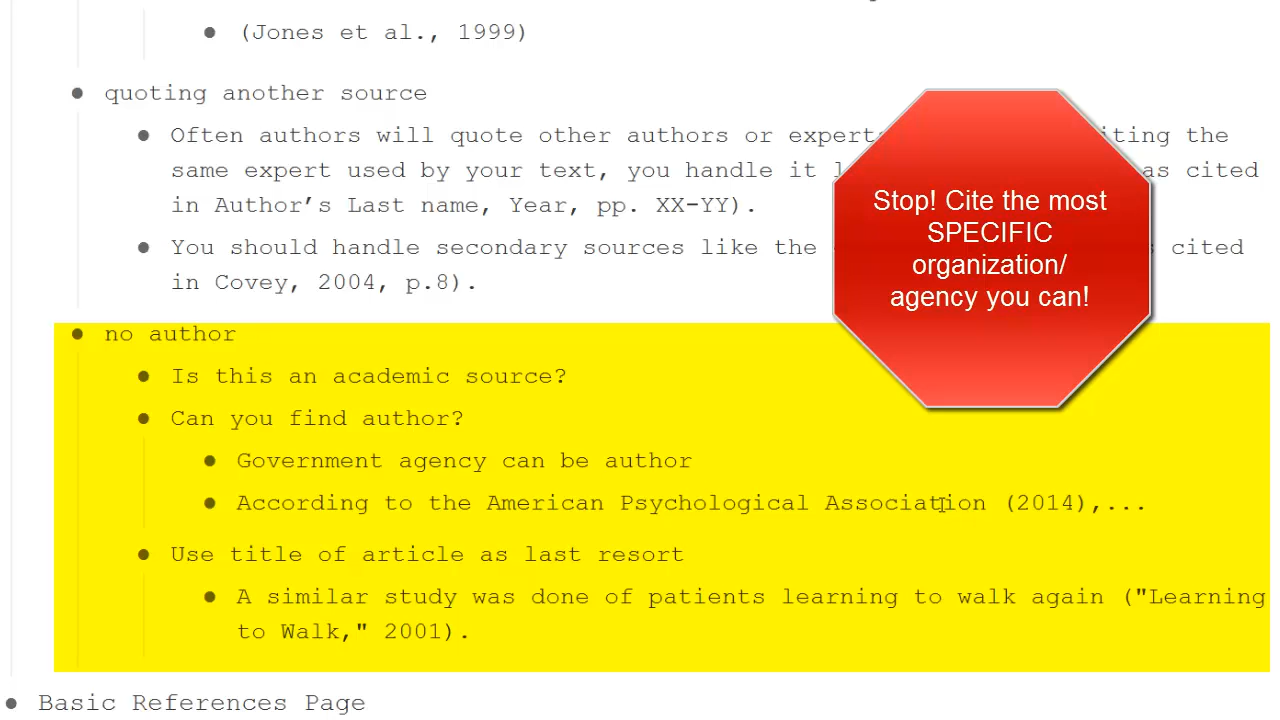 (Jones et al., 1999)
quoting another source
Often authors will quote other authors or experts iting the
same expert used by your text, you handle it as cited
in Author’s Last name, Year, pp. XX-YY).
You should handle secondary sources like the cited
in Covey, 2004, p.8).
Stop! Cite the most
SPECIFIC
organization/
agency you can!
no author
Is this an academic source?
Can you find author?
Government agency can be author
According to the American Psychological Association (2014),...
Use title of article as last resort
A similar study was done of patients learning to walk again ("Learning
to Walk," 2001).
Basic References Page